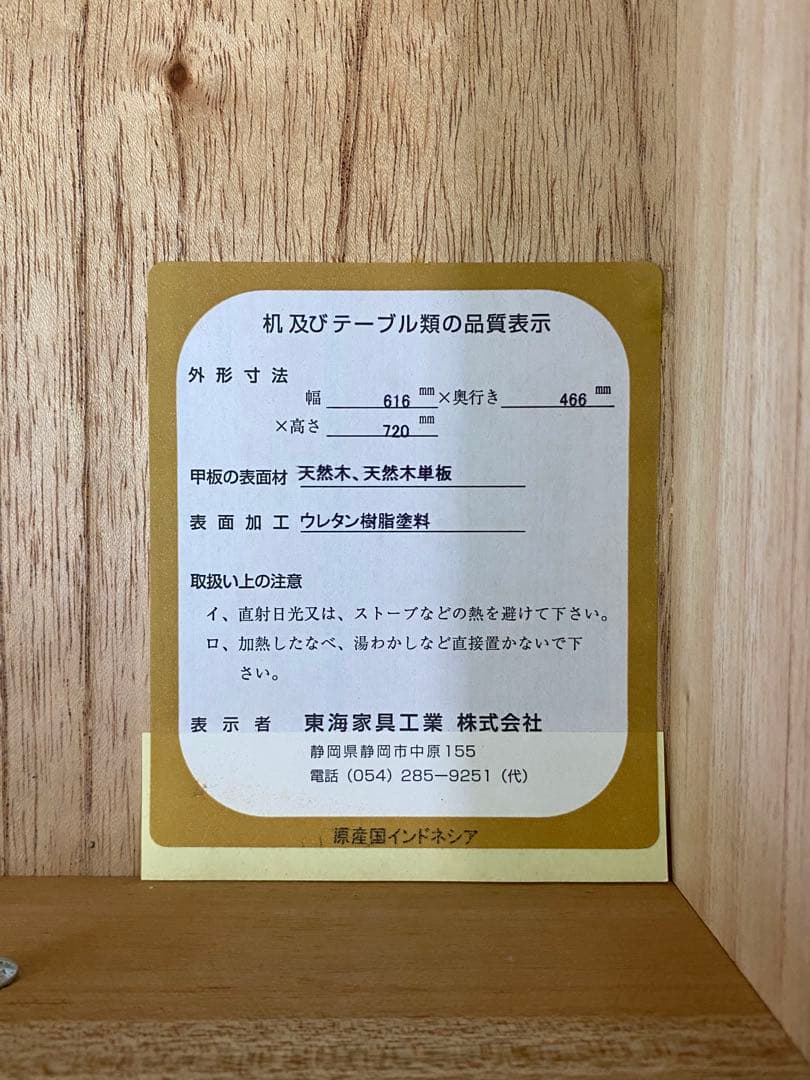 机及びテーブル類の品質表示
外形寸法
幅 616 mm ×奥行き 466 mm
×高さ 720 mm
甲板の表面材 天然木、天然木単板
表面加工 ウレタン樹脂塗料
取扱い上の注意
イ、直射日光又は、ストーブなどの熱を避けて下さい。
ロ、加熱したなべ、湯わかしなど直接置かないで下
さい。
表示者 東海家具工業 株式会社
静岡県静岡市中原155
電話（054）285－9251（代）
原産国インドネシア